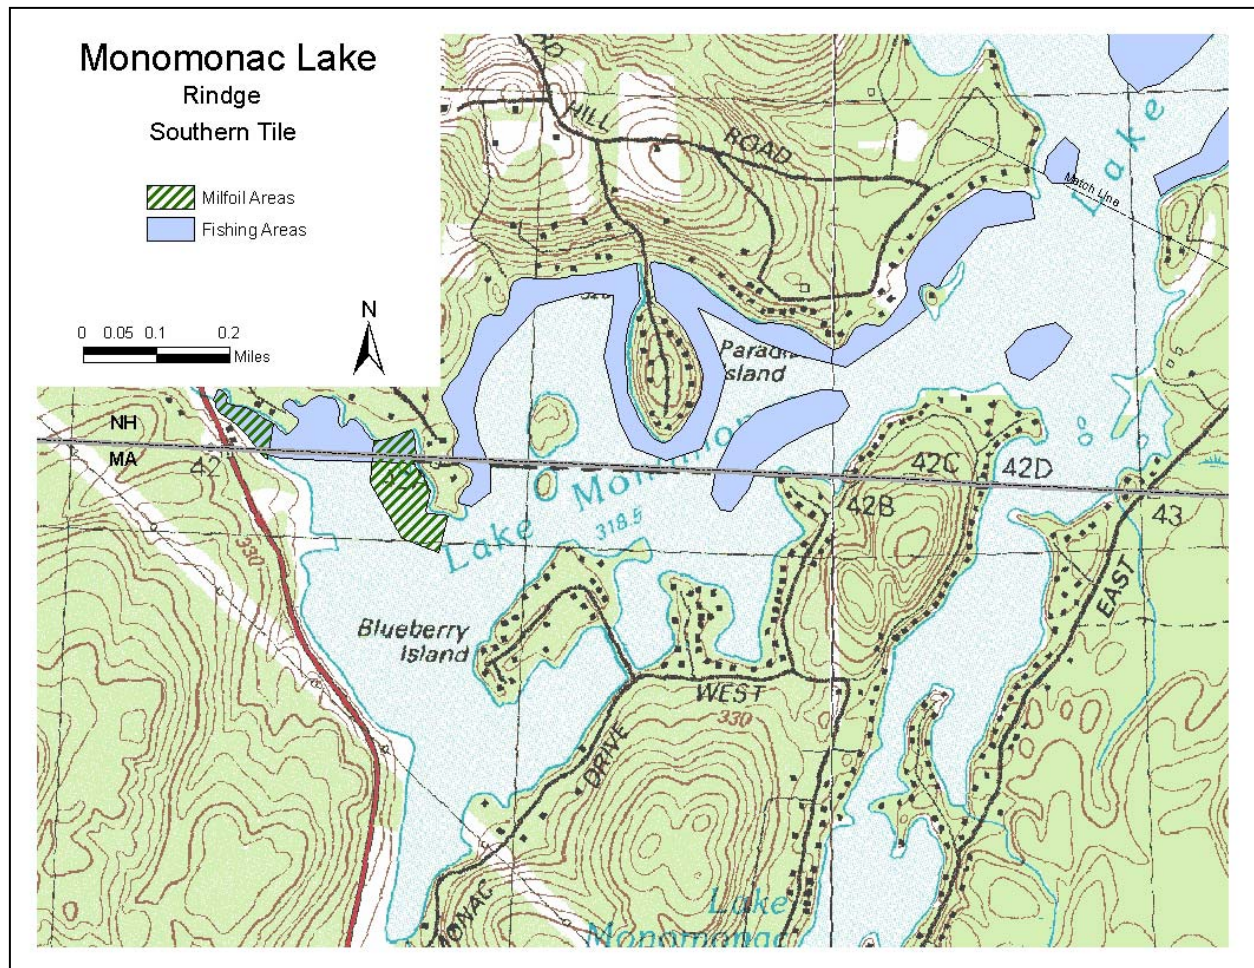 Monomonac Lake
Rindge
Southern Tile
Milfoil Areas
Fishing Areas
N
0 0.05 0.1 0.2
Miles
HILL
ROAD
Lake
Match Line
Island
NH
MA
42
42C
42D
42B
43
Lake
318.5
330
Blueberry
Island
EAST
WEST
330
DRIVE
Lake
Monomonac